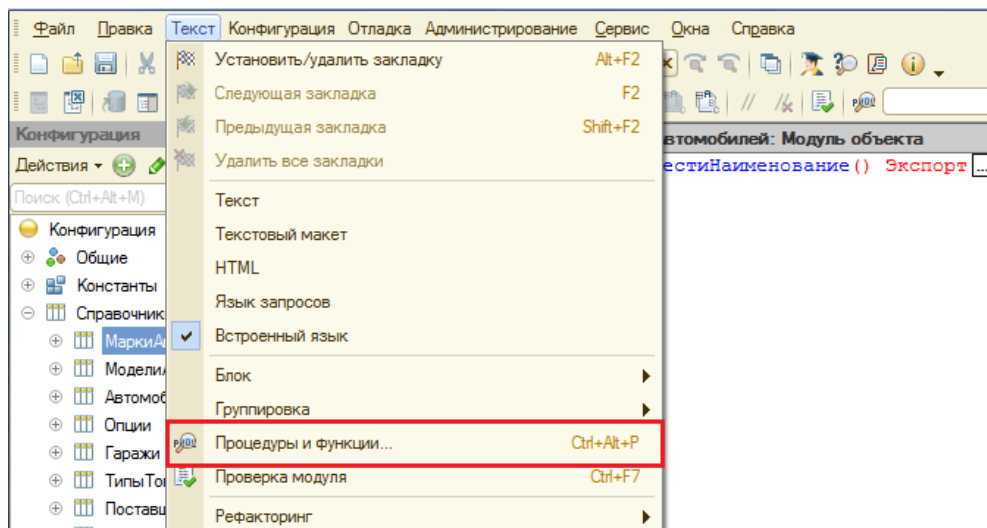 Файл Правка Текст Конфигурация Отладка Администрирование Сервис Окна Справка
Установить/удалить закладку Alt+F2
Следующая закладка F2
Предыдущая закладка Shift+F2
Удалить все закладки
Текст
Текстовый макет
HTML
Язык запросов
Встроенный язык
Блок
Группировка
Процедуры и функции... Ctrl+Alt+P
Проверка модуля Ctrl+F7
Рефакторинг
Конфигурация
Действия
Поиск (Ctrl+Alt+M)
Конфигурация
Общие
Константы
Справочник
МаркиА
Модели
Автомоб
Опции
Гаражи
ТипыТо
Поставщ
втомобилей: Модуль объекта
естиНаименование() Экспорт ...